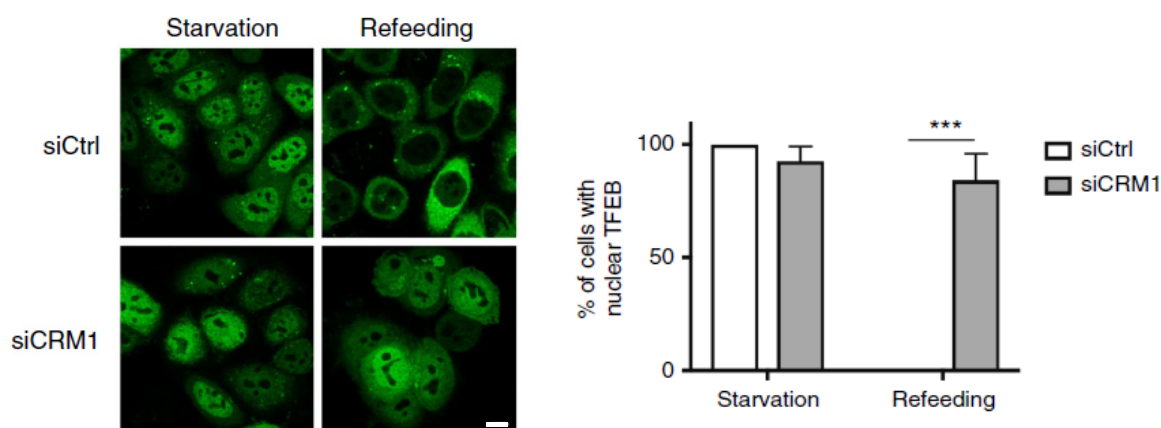 Starvation
Refeeding
siCtrl
siCRM1
% of cells with
nuclear TFEB
100
50
0
***
siCtrl
siCRM1
Starvation
Refeeding